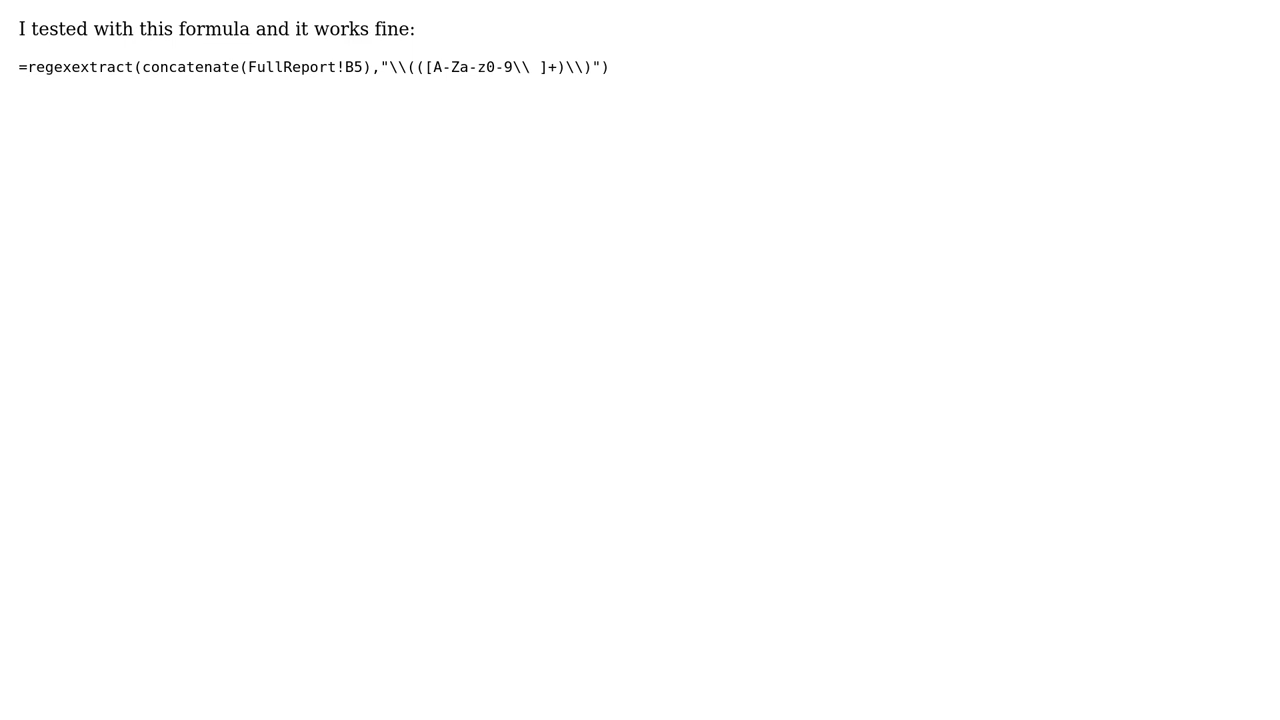 I tested with this formula and it works fine:
=regexextract(concatenate(FullReport!B5),"\\(([A-Za-z0-9\\ ]+)\\)")